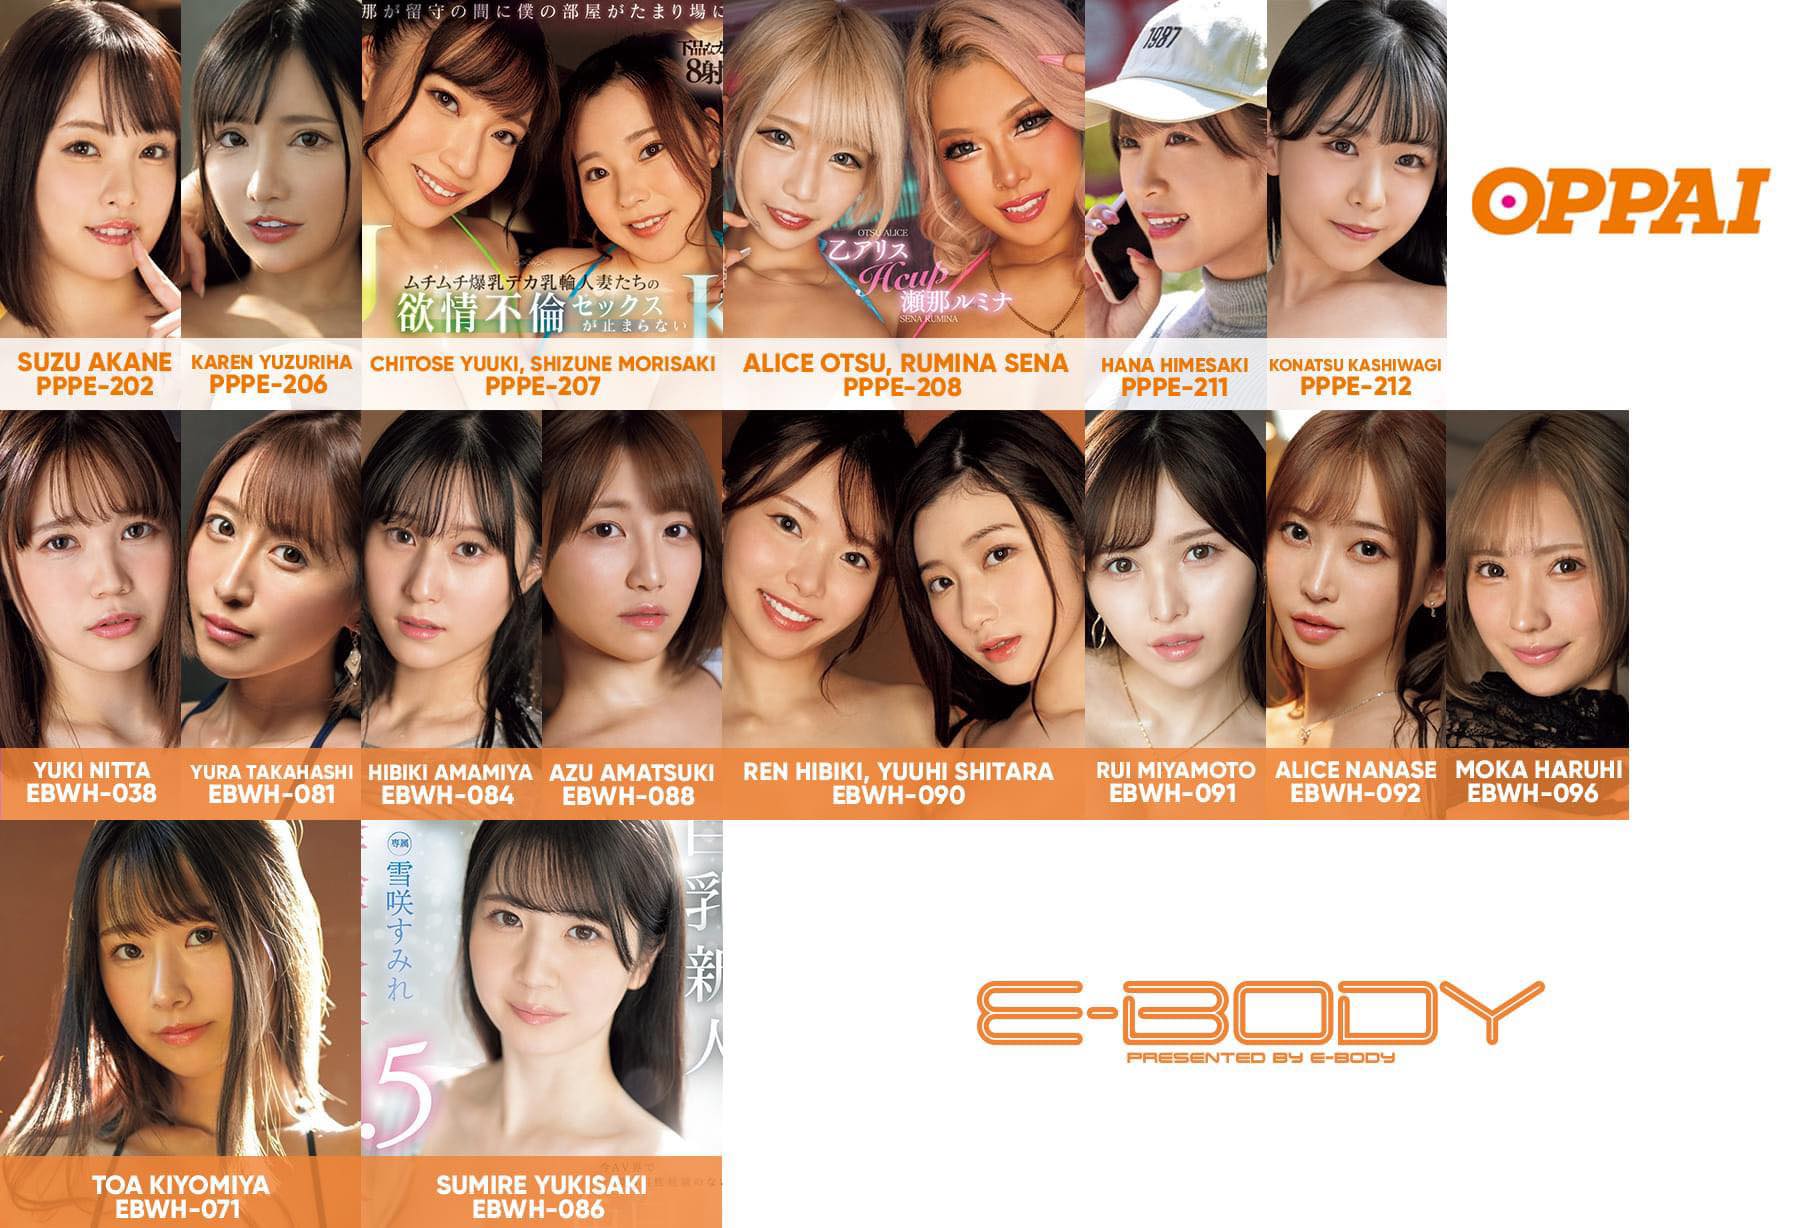 那が留守の間に僕の部屋がたまり場に
8射
ムチムチ爆乳デカ乳輪人妻たちの
欲情不倫セックス
が止まらない
OTSU ALICE
乙アリス
Hcup
瀬那ルミナ
SENA RUMINA
1987
OPPAI
SUZU AKANE
PPPE-202
KAREN YUZURIHA
PPPE-206
CHITOSE YUUKI, SHIZUNE MORISAKI
PPPE-207
ALICE OTSU, RUMINA SENA
PPPE-208
HANA HIMESAKI
PPPE-211
KONATSU KASHIWAGI
PPPE-212
YUKI NITTA
EBWH-038
YURA TAKAHASHI
EBWH-081
HIBIKI AMAMIYA
EBWH-084
AZU AMATSUKI
EBWH-088
REN HIBIKI, YUUHI SHITARA
EBWH-090
RUI MIYAMOTO
EBWH-091
ALICE NANASE
EBWH-092
MOKA HARUHI
EBWH-096
専属
雪咲すみれ
乳新人
.5
TOA KIYOMIYA
EBWH-071
SUMIRE YUKISAKI
EBWH-086
E-BODY
PRESENTED BY E-BODY